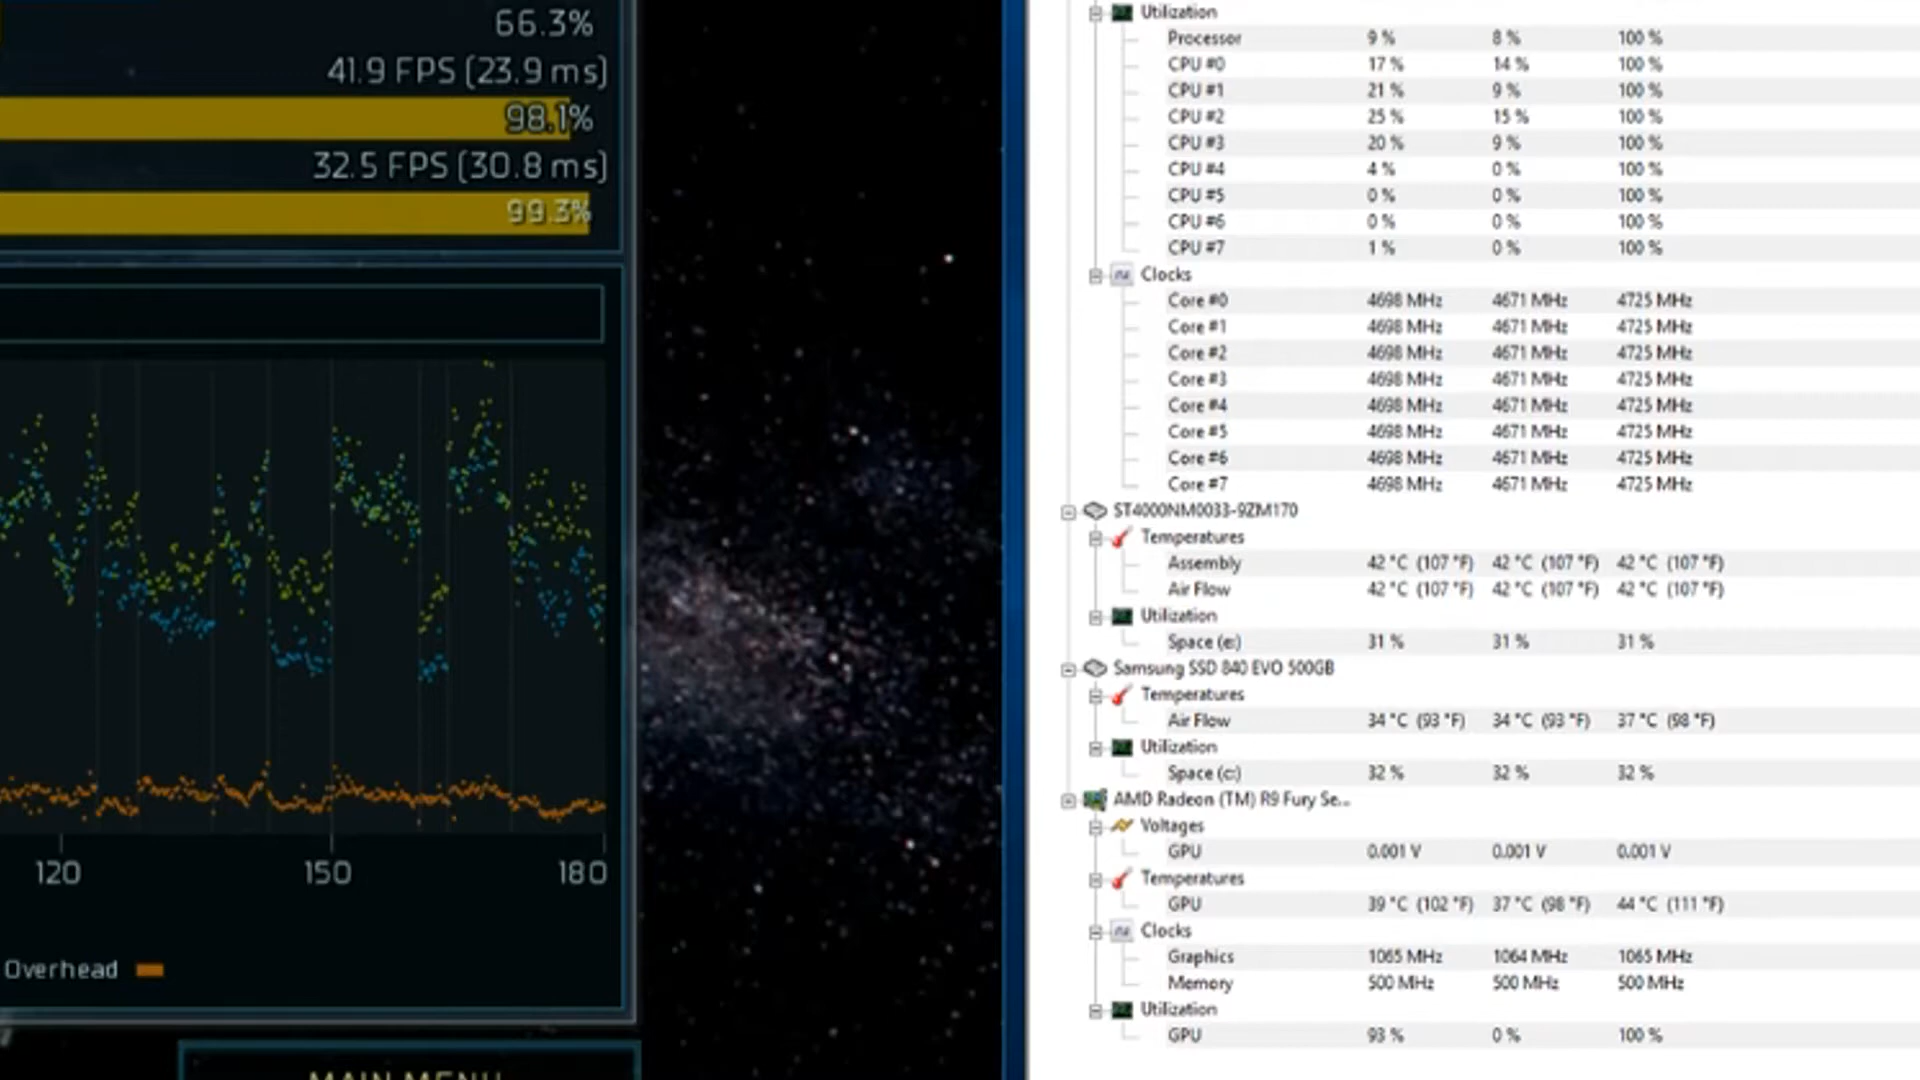 66.3%
41.9 FPS (23.9 ms)
98.1%
32.5 FPS (30.8 ms)
99.3%
120 150 180
Overhead
MAIN MENU
Utilization
Processor 9 % 8 % 100 %
CPU #0 17 % 14 % 100 %
CPU #1 21 % 9 % 100 %
CPU #2 25 % 15 % 100 %
CPU #3 20 % 9 % 100 %
CPU #4 4 % 0 % 100 %
CPU #5 0 % 0 % 100 %
CPU #6 0 % 0 % 100 %
CPU #7 1 % 0 % 100 %
Clocks
Core #0 4698 MHz 4671 MHz 4725 MHz
Core #1 4698 MHz 4671 MHz 4725 MHz
Core #2 4698 MHz 4671 MHz 4725 MHz
Core #3 4698 MHz 4671 MHz 4725 MHz
Core #4 4698 MHz 4671 MHz 4725 MHz
Core #5 4698 MHz 4671 MHz 4725 MHz
Core #6 4698 MHz 4671 MHz 4725 MHz
Core #7 4698 MHz 4671 MHz 4725 MHz
ST4000NM0033-9ZM170
Temperatures
Assembly 42 °C (107 °F) 42 °C (107 °F) 42 °C (107 °F)
Air Flow 42 °C (107 °F) 42 °C (107 °F) 42 °C (107 °F)
Utilization
Space (e:) 31 % 31 % 31 %
Samsung SSD 840 EVO 500GB
Temperatures
Air Flow 34 °C (93 °F) 34 °C (93 °F) 37 °C (98 °F)
Utilization
Space (c:) 32 % 32 % 32 %
AMD Radeon (TM) R9 Fury Se...
Voltages
GPU 0.001 V 0.001 V 0.001 V
Temperatures
GPU 39 °C (102 °F) 37 °C (98 °F) 44 °C (111 °F)
Clocks
Graphics 1065 MHz 1064 MHz 1065 MHz
Memory 500 MHz 500 MHz 500 MHz
Utilization
GPU 93 % 0 % 100 %